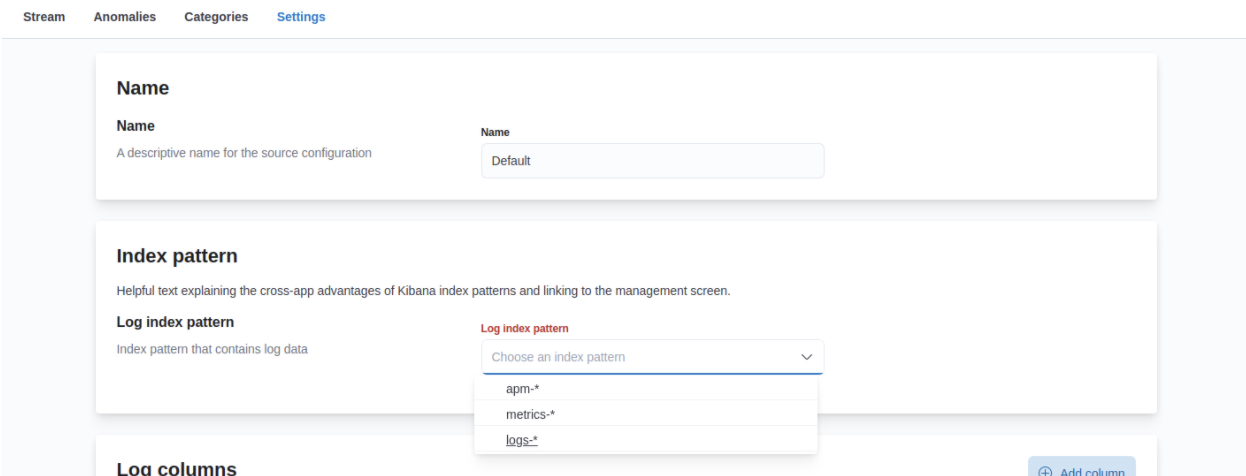 Stream Anomalies Categories Settings
Name
Name
A descriptive name for the source configuration
Name
Default
Index pattern
Helpful text explaining the cross-app advantages of Kibana index patterns and linking to the management screen.
Log index pattern
Index pattern that contains log data
Log index pattern
Choose an index pattern
apm-*
metrics-*
logs-*
Log columns
Add column